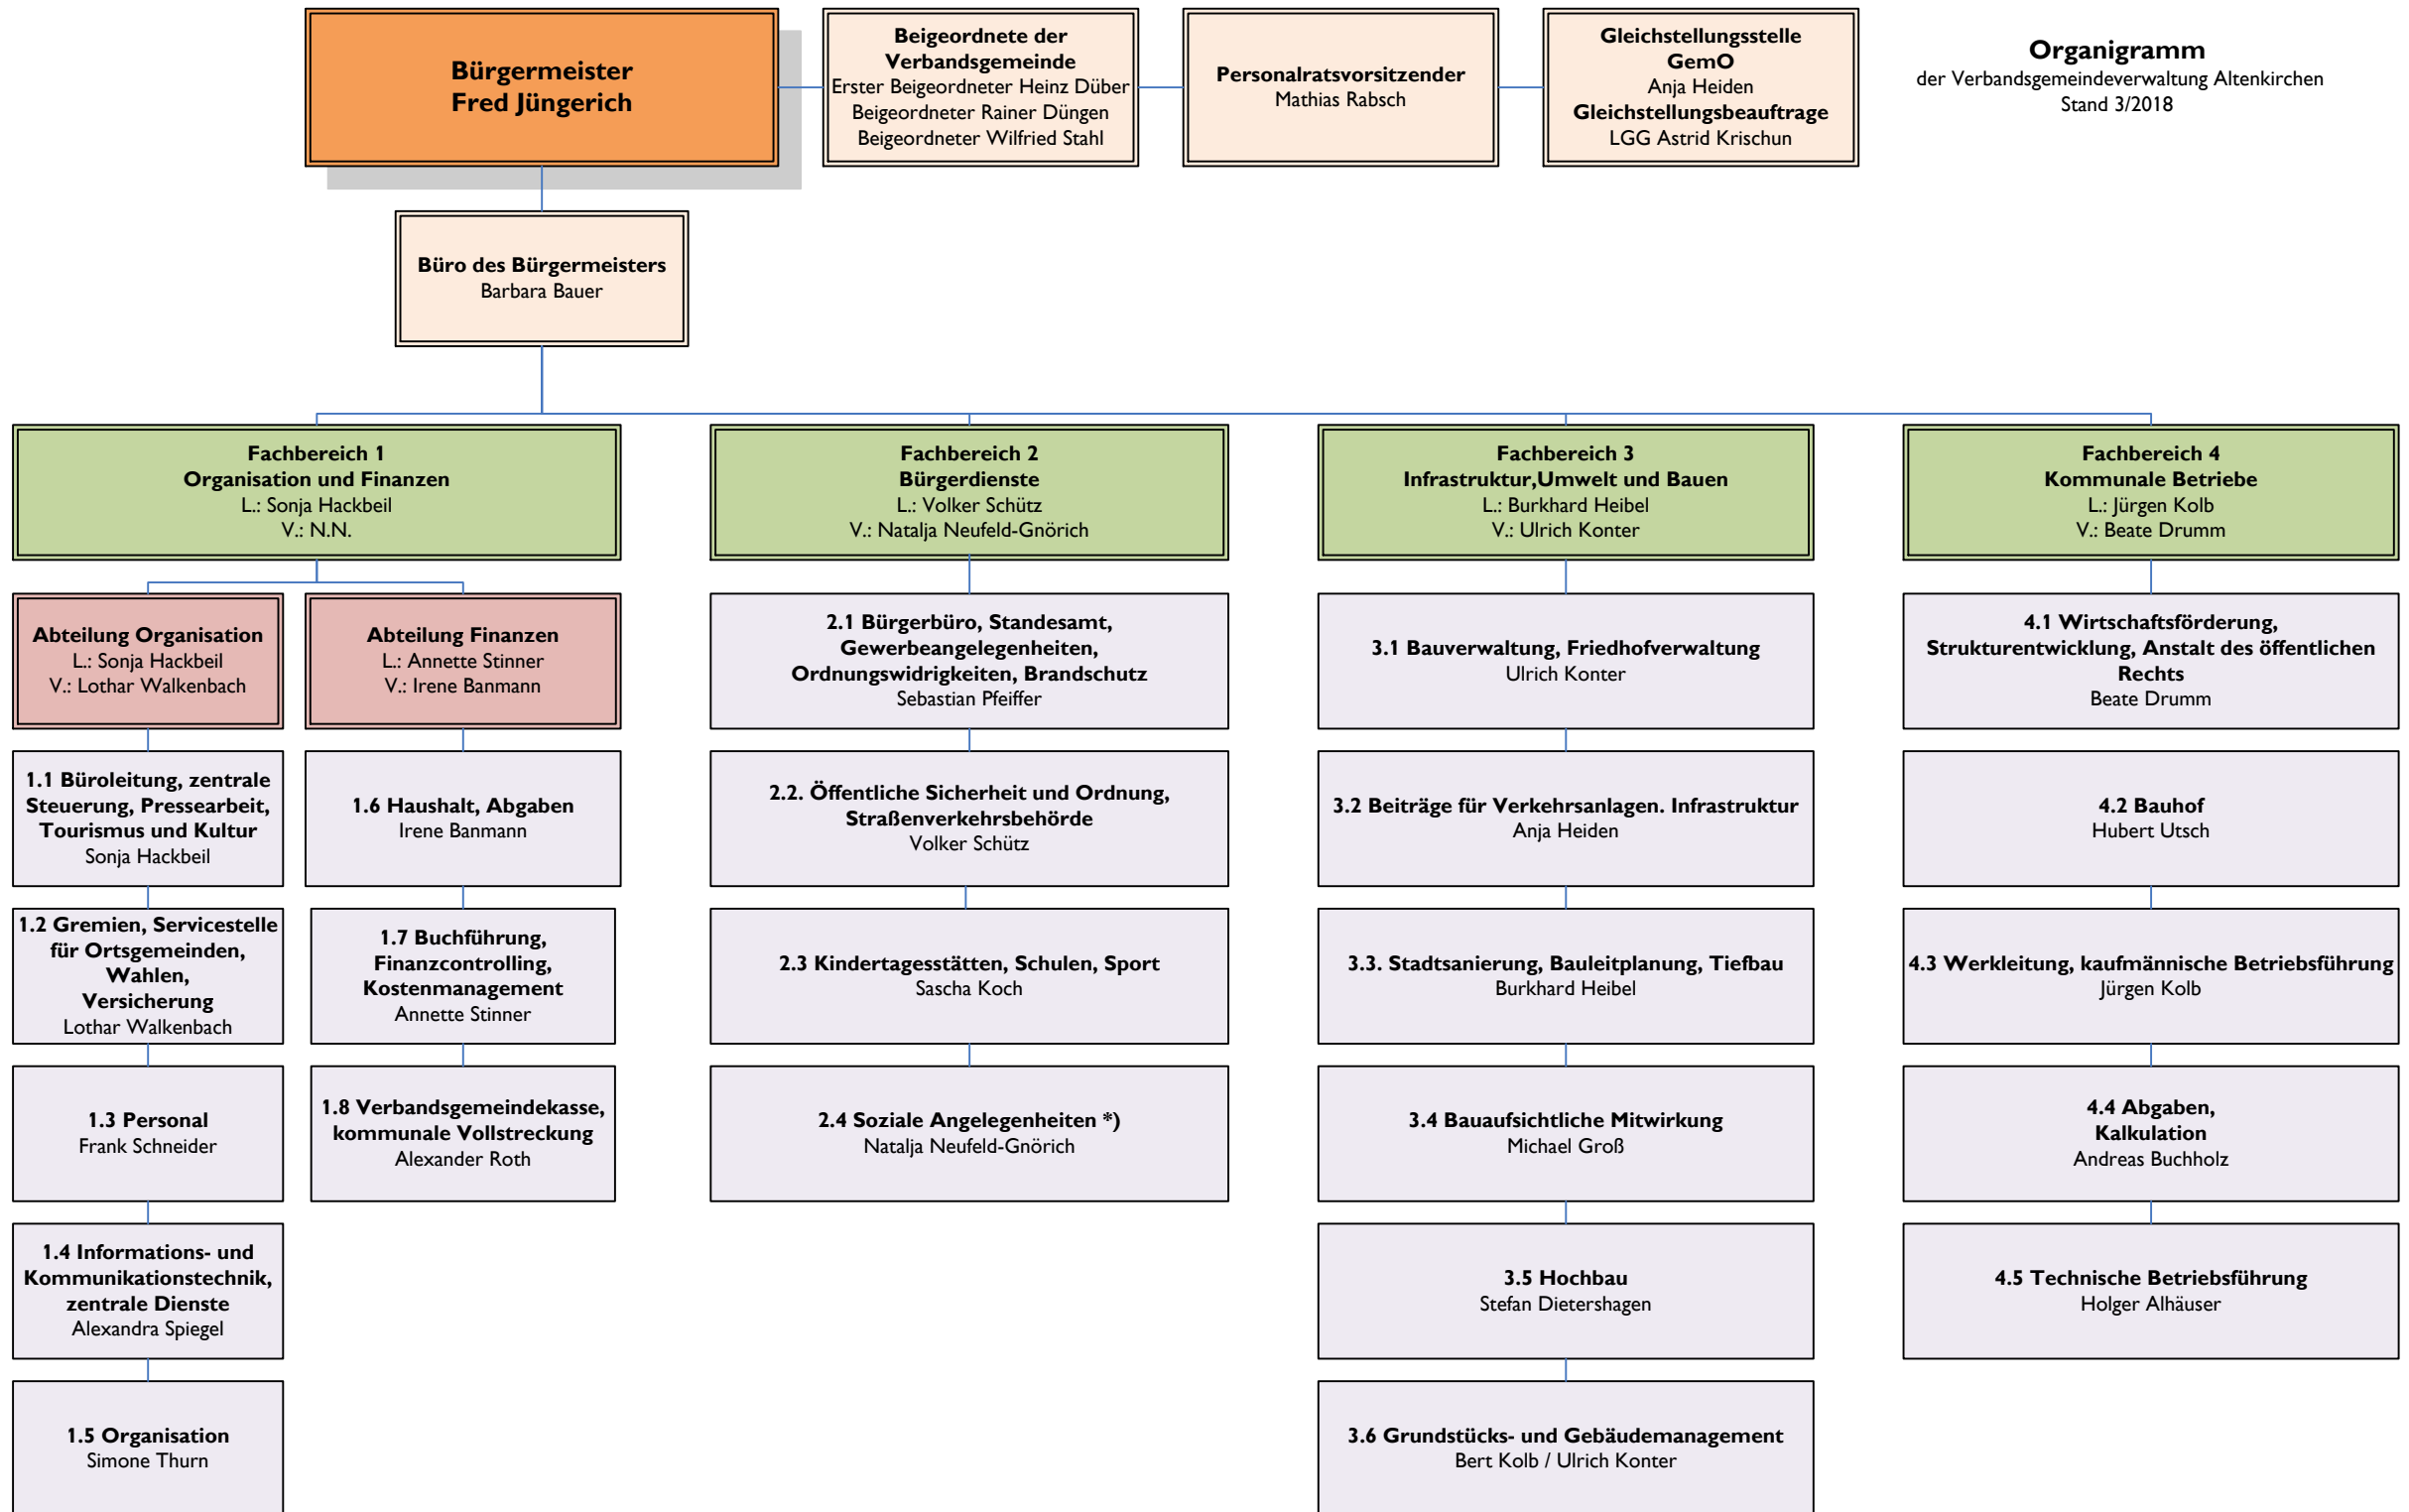 Bürgermeister
Fred Jüngerich
Beigeordnete der
Verbandsgemeinde
Erster Beigeordneter Heinz Düber
Beigeordneter Rainer Düngen
Beigeordneter Wilfried Stahl
Personalratsvorsitzender
Mathias Rabsch
Gleichstellungsstelle
GemO
Anja Heiden
Gleichstellungsbeauftrage
LGG Astrid Krischun
Organigramm
der Verbandsgemeindeverwaltung Altenkirchen
Stand 3/2018
Büro des Bürgermeisters
Barbara Bauer
Fachbereich 1
Organisation und Finanzen
L.: Sonja Hackbeil
V.: N.N.
Fachbereich 2
Bürgerdienste
L.: Volker Schütz
V.: Natalja Neufeld-Gnörich
Fachbereich 3
Infrastruktur,Umwelt und Bauen
L.: Burkhard Heibel
V.: Ulrich Konter
Fachbereich 4
Kommunale Betriebe
L.: Jürgen Kolb
V.: Beate Drumm
Abteilung Organisation
L.: Sonja Hackbeil
V.: Lothar Walkenbach
Abteilung Finanzen
L.: Annette Stinner
V.: Irene Banmann
2.1 Bürgerbüro, Standesamt,
Gewerbeangelegenheiten,
Ordnungswidrigkeiten, Brandschutz
Sebastian Pfeiffer
3.1 Bauverwaltung, Friedhofverwaltung
Ulrich Konter
4.1 Wirtschaftsförderung,
Strukturentwicklung, Anstalt des öffentlichen
Rechts
Beate Drumm
1.1 Büroleitung, zentrale
Steuerung, Pressearbeit,
Tourismus und Kultur
Sonja Hackbeil
1.6 Haushalt, Abgaben
Irene Banmann
2.2. Öffentliche Sicherheit und Ordnung,
Straßenverkehrsbehörde
Volker Schütz
3.2 Beiträge für Verkehrsanlagen. Infrastruktur
Anja Heiden
4.2 Bauhof
Hubert Utsch
1.2 Gremien, Servicestelle
für Ortsgemeinden,
Wahlen,
Versicherung
Lothar Walkenbach
1.7 Buchführung,
Finanzcontrolling,
Kostenmanagement
Annette Stinner
2.3 Kindertagesstätten, Schulen, Sport
Sascha Koch
3.3. Stadtsanierung, Bauleitplanung, Tiefbau
Burkhard Heibel
4.3 Werkleitung, kaufmännische Betriebsführung
Jürgen Kolb
1.3 Personal
Frank Schneider
1.8 Verbandsgemeindekasse,
kommunale Vollstreckung
Alexander Roth
2.4 Soziale Angelegenheiten *)
Natalja Neufeld-Gnörich
3.4 Bauaufsichtliche Mitwirkung
Michael Groß
4.4 Abgaben,
Kalkulation
Andreas Buchholz
1.4 Informations- und
Kommunikationstechnik,
zentrale Dienste
Alexandra Spiegel
3.5 Hochbau
Stefan Dietershagen
4.5 Technische Betriebsführung
Holger Alhäuser
1.5 Organisation
Simone Thurn
3.6 Grundstücks- und Gebäudemanagement
Bert Kolb / Ulrich Konter